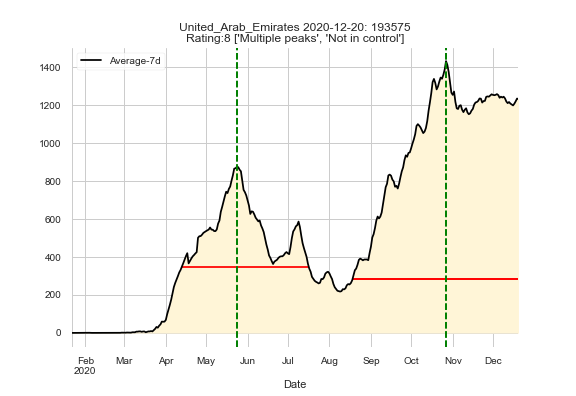 United_Arab_Emirates 2020-12-20: 193575
Rating:8 ['Multiple peaks', 'Not in control']
Average-7d
1400
1200
1000
800
600
400
200
0
Feb Mar Apr May Jun Jul Aug Sep Oct Nov Dec
2020
Date